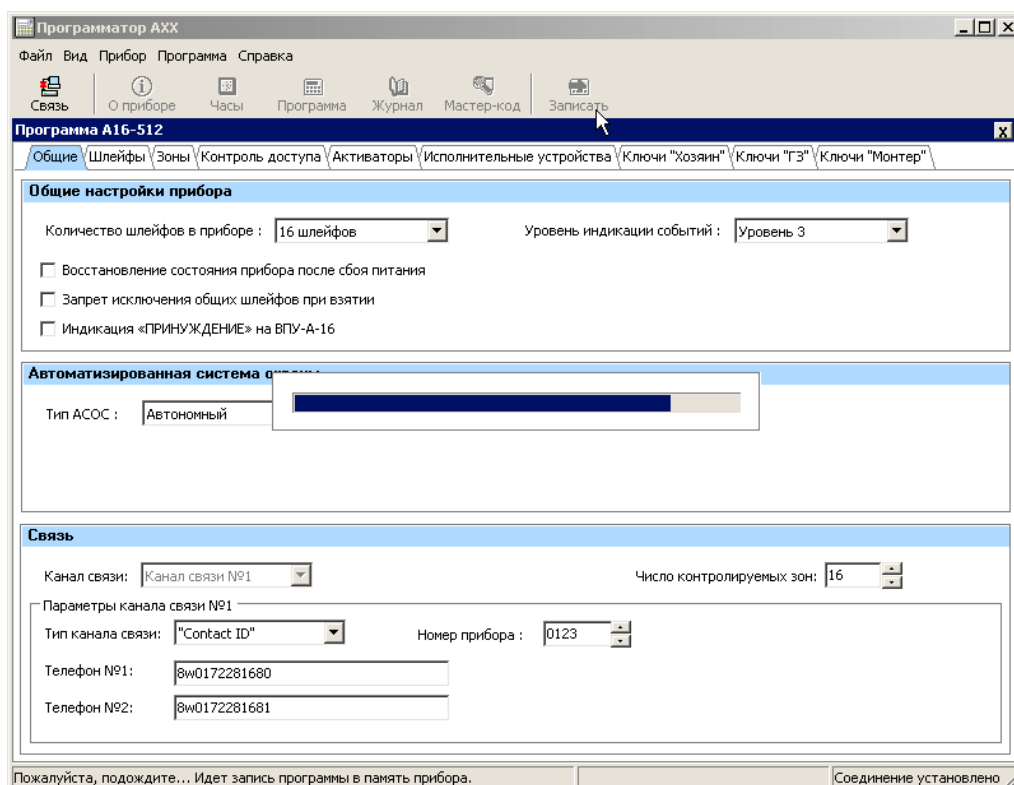 Программатор АХХ
Файл Вид Прибор Программа Справка
Связь О приборе Часы Программа Журнал Мастер-код Записать
Программа А16-512
Общие Шлейфы Зоны Контроль доступа Активаторы Исполнительные устройства Ключи "Хозяин" Ключи "ГЗ" Ключи "Монтер"
Общие настройки прибора
Количество шлейфов в приборе : 16 шлейфов Уровень индикации событий : Уровень 3
Восстановление состояния прибора после сбоя питания
Запрет исключения общих шлейфов при взятии
Индикация «ПРИНУЖДЕНИЕ» на ВПУ-А-16
Автоматизированная система
Тип АСОС : Автономный
Связь
Канал связи: Канал связи №1 Число контролируемых зон: 16
Параметры канала связи №1
Тип канала связи: "Contact ID" Номер прибора : 0123
Телефон №1: 8w0172281680
Телефон №2: 8w0172281681
Пожалуйста, подождите... Идет запись программы в память прибора. Соединение установлено